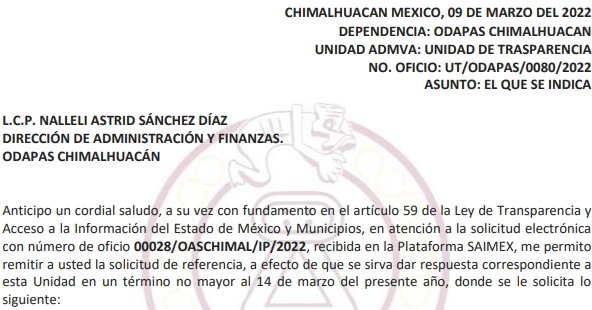 CHIMALHUACAN MEXICO, 09 DE MARZO DEL 2022
DEPENDENCIA: ODAPAS CHIMALHUACAN
UNIDAD ADMVA: UNIDAD DE TRASPARENCIA
NO. OFICIO: UT/ODAPAS/0080/2022
ASUNTO: EL QUE SE INDICA
L.C.P. NALLELI ASTRID SÁNCHEZ DÍAZ
DIRECCIÓN DE ADMINISTRACIÓN Y FINANZAS.
ODAPAS CHIMALHUACÁN
Anticipo un cordial saludo, a su vez con fundamento en el artículo 59 de la Ley de Transparencia y
Acceso a la Información del Estado de México y Municipios, en atención a la solicitud electrónica
con número de oficio 00028/OASCHIMAL/IP/2022, recibida en la Plataforma SAIMEX, me permito
remitir a usted la solicitud de referencia, a efecto de que se sirva dar respuesta correspondiente a
esta Unidad en un término no mayor al 14 de marzo del presente año, donde se le solicita lo
siguiente: